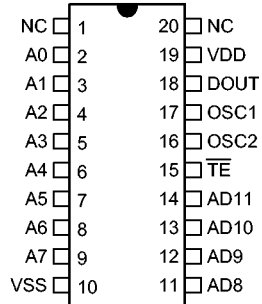 NC 1 20 NC
A0 2 19 VDD
A1 3 18 DOUT
A2 4 17 OSC1
A3 5 16 OSC2
A4 6 15 T̅E̅
A5 7 14 AD11
A6 8 13 AD10
A7 9 12 AD9
VSS 10 11 AD8